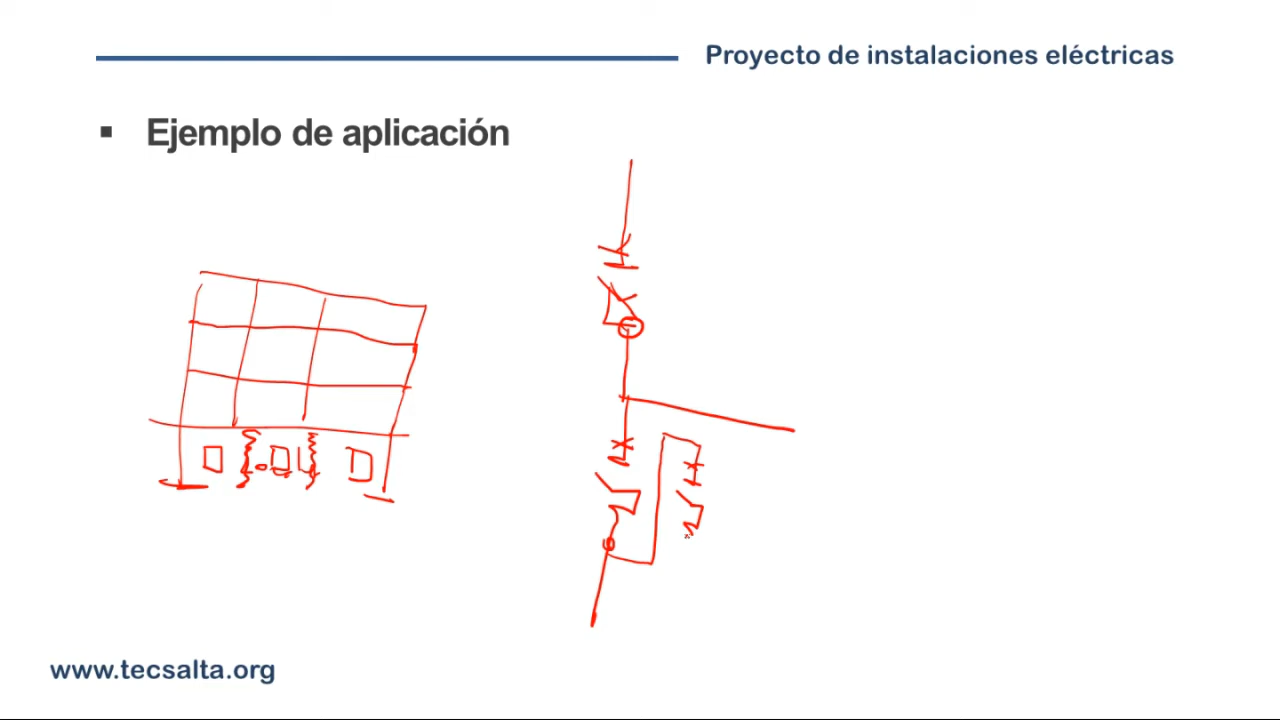 Proyecto de instalaciones eléctricas
▪ Ejemplo de aplicación
www.tecsalta.org